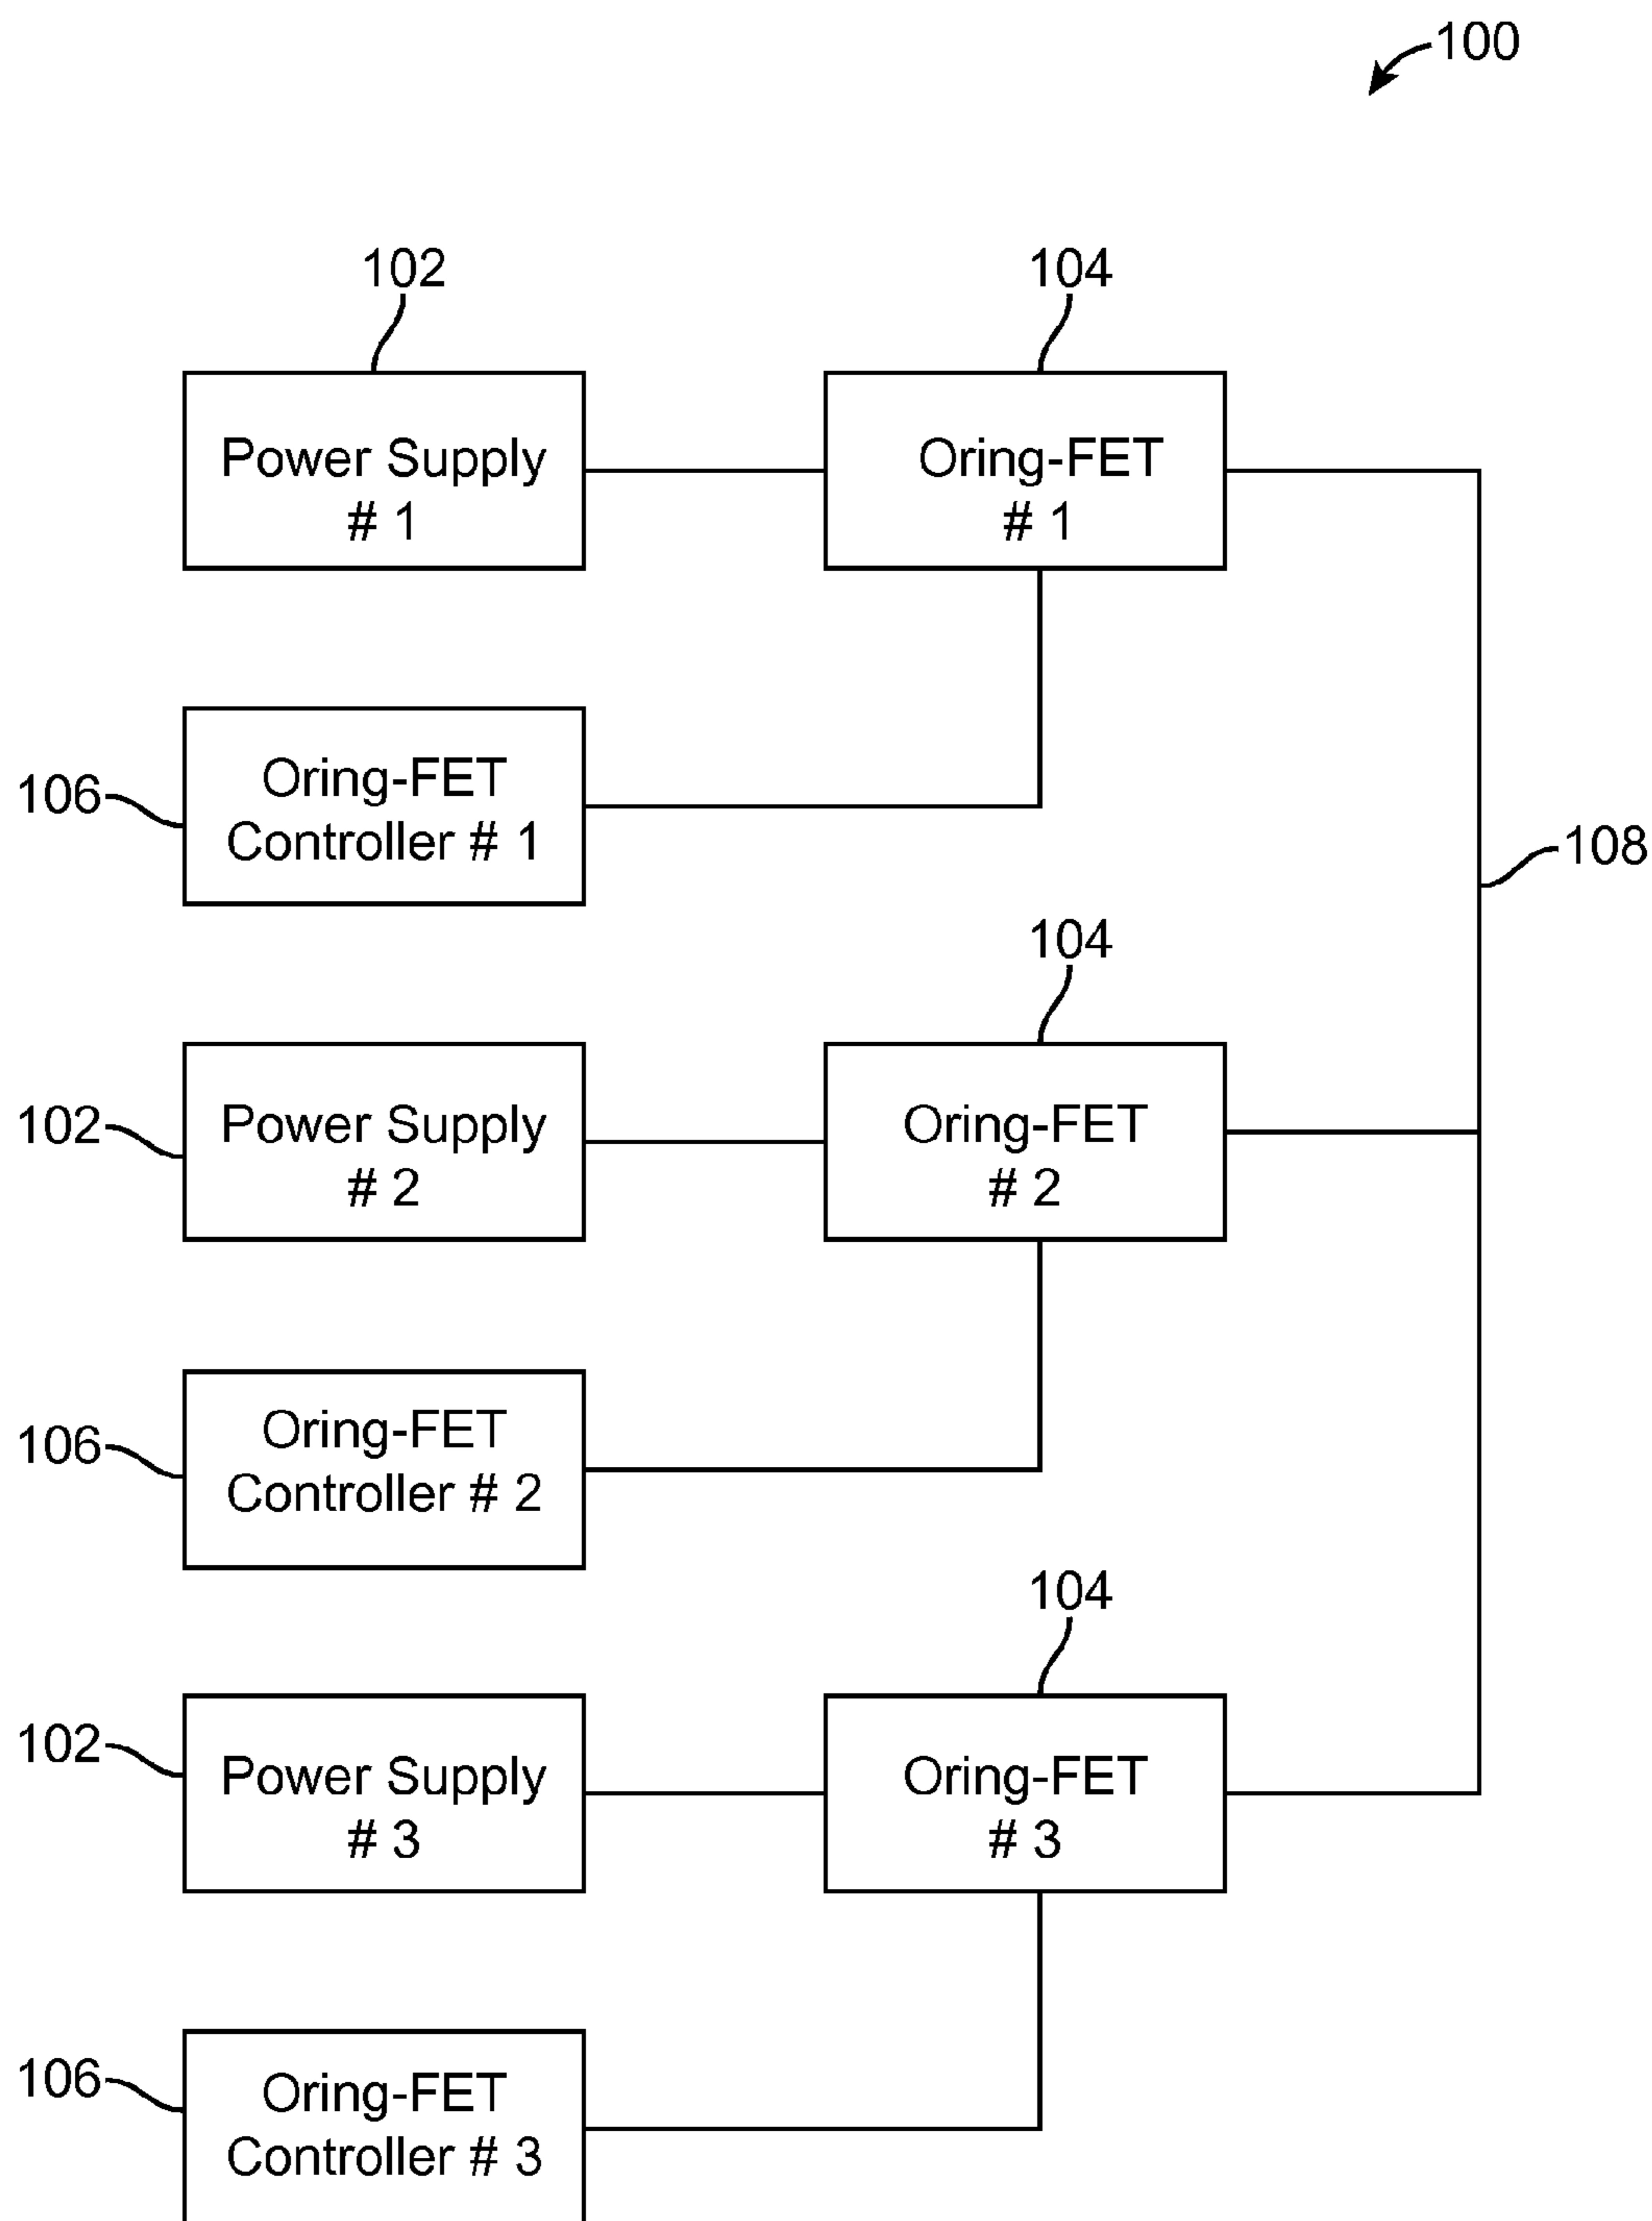 100
102
104
Power Supply
# 1
Oring-FET
# 1
106
Oring-FET
Controller # 1
108
104
102
Power Supply
# 2
Oring-FET
# 2
106
Oring-FET
Controller # 2
104
102
Power Supply
# 3
Oring-FET
# 3
106
Oring-FET
Controller # 3